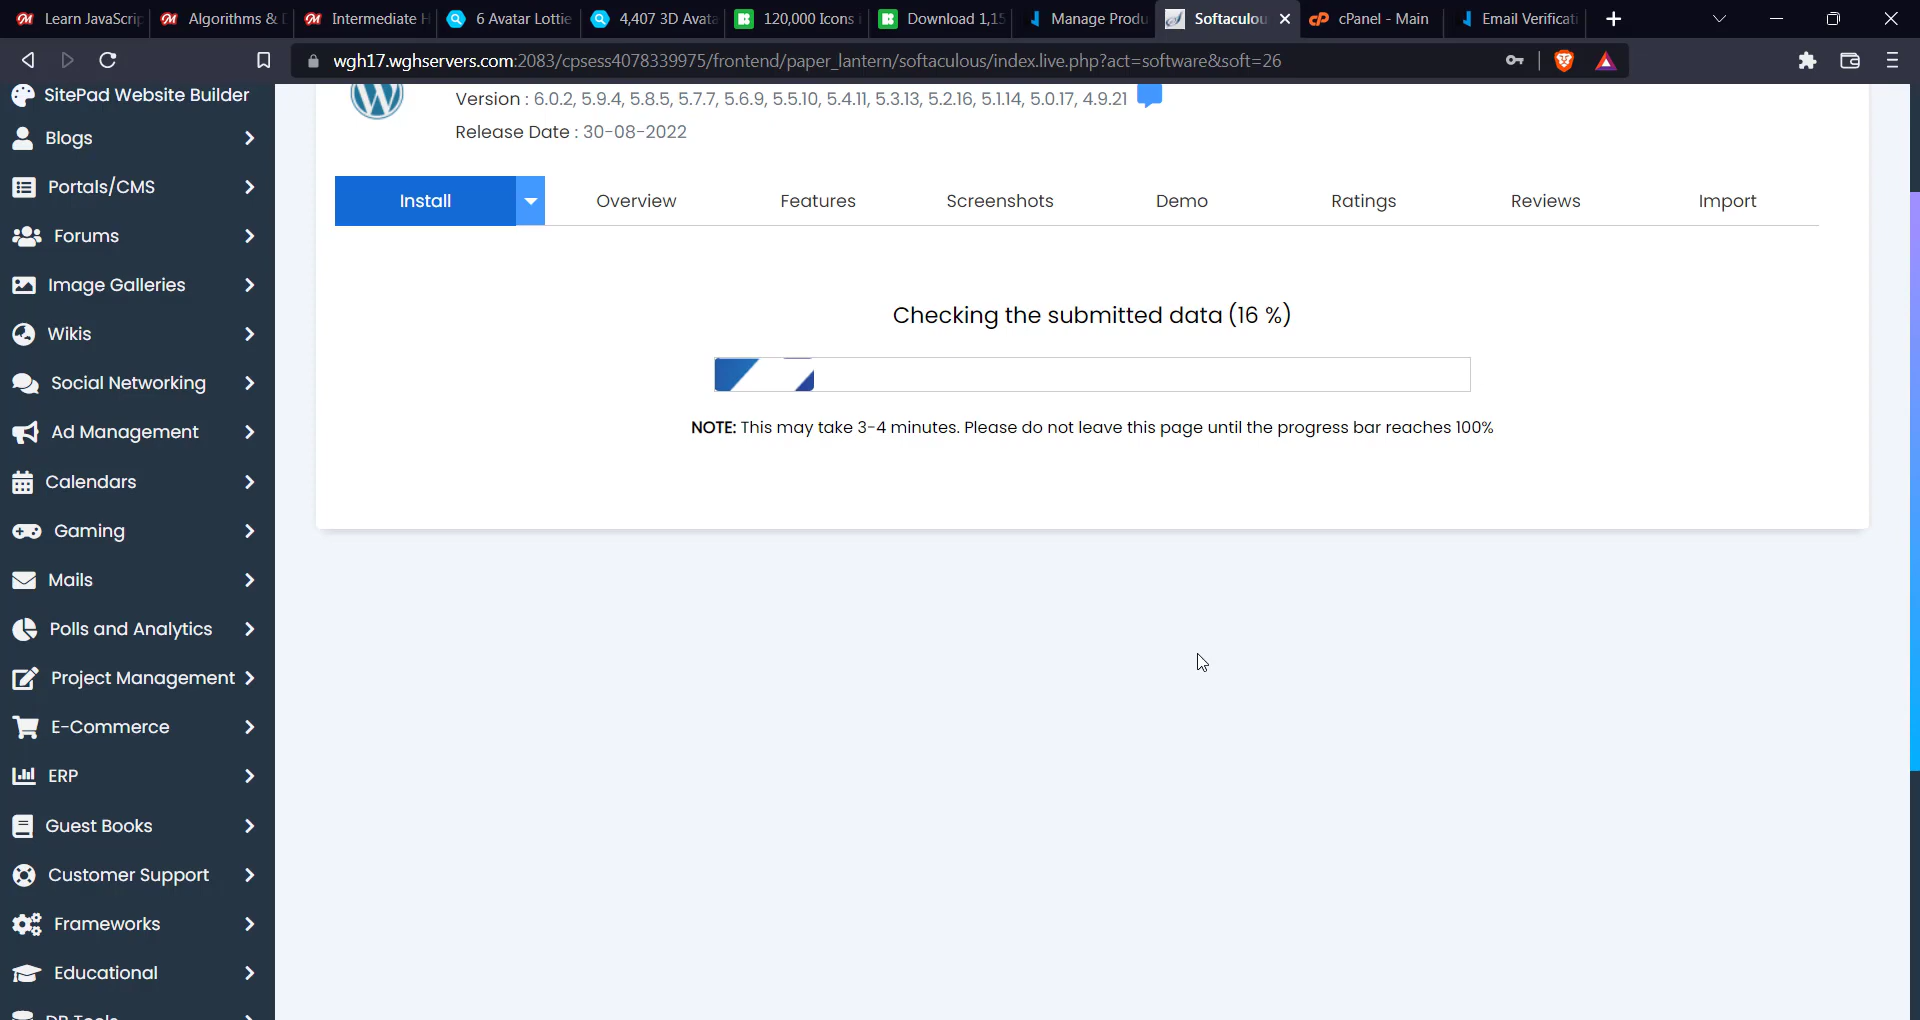 Learn JavaScrip
Algorithms &
Intermediate H
6 Avatar Lottie
4,407 3D Avata
120,000 Icons
Download 1,15
Manage Produ
Softaculou
cPanel - Main
Email Verificati
wgh17.wghservers.com:2083/cpsess4078339975/frontend/paper_lantern/softaculous/index.live.php?act=software&soft=26
SitePad Website Builder
Blogs
Portals/CMS
Forums
Image Galleries
Wikis
Social Networking
Ad Management
Calendars
Gaming
Mails
Polls and Analytics
Project Management
E-Commerce
ERP
Guest Books
Customer Support
Frameworks
Educational
Version : 6.0.2, 5.9.4, 5.8.5, 5.7.7, 5.6.9, 5.5.10, 5.4.11, 5.3.13, 5.2.16, 5.1.14, 5.0.17, 4.9.21
Release Date : 30-08-2022
Install
Overview
Features
Screenshots
Demo
Ratings
Reviews
Import
Checking the submitted data (16 %)
NOTE: This may take 3-4 minutes. Please do not leave this page until the progress bar reaches 100%